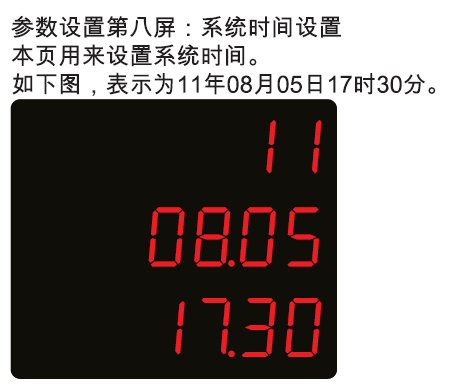 参数设置第八屏：系统时间设置
本页用来设置系统时间。
如下图，表示为11年08月05日17时30分。
11
08.05
17.30